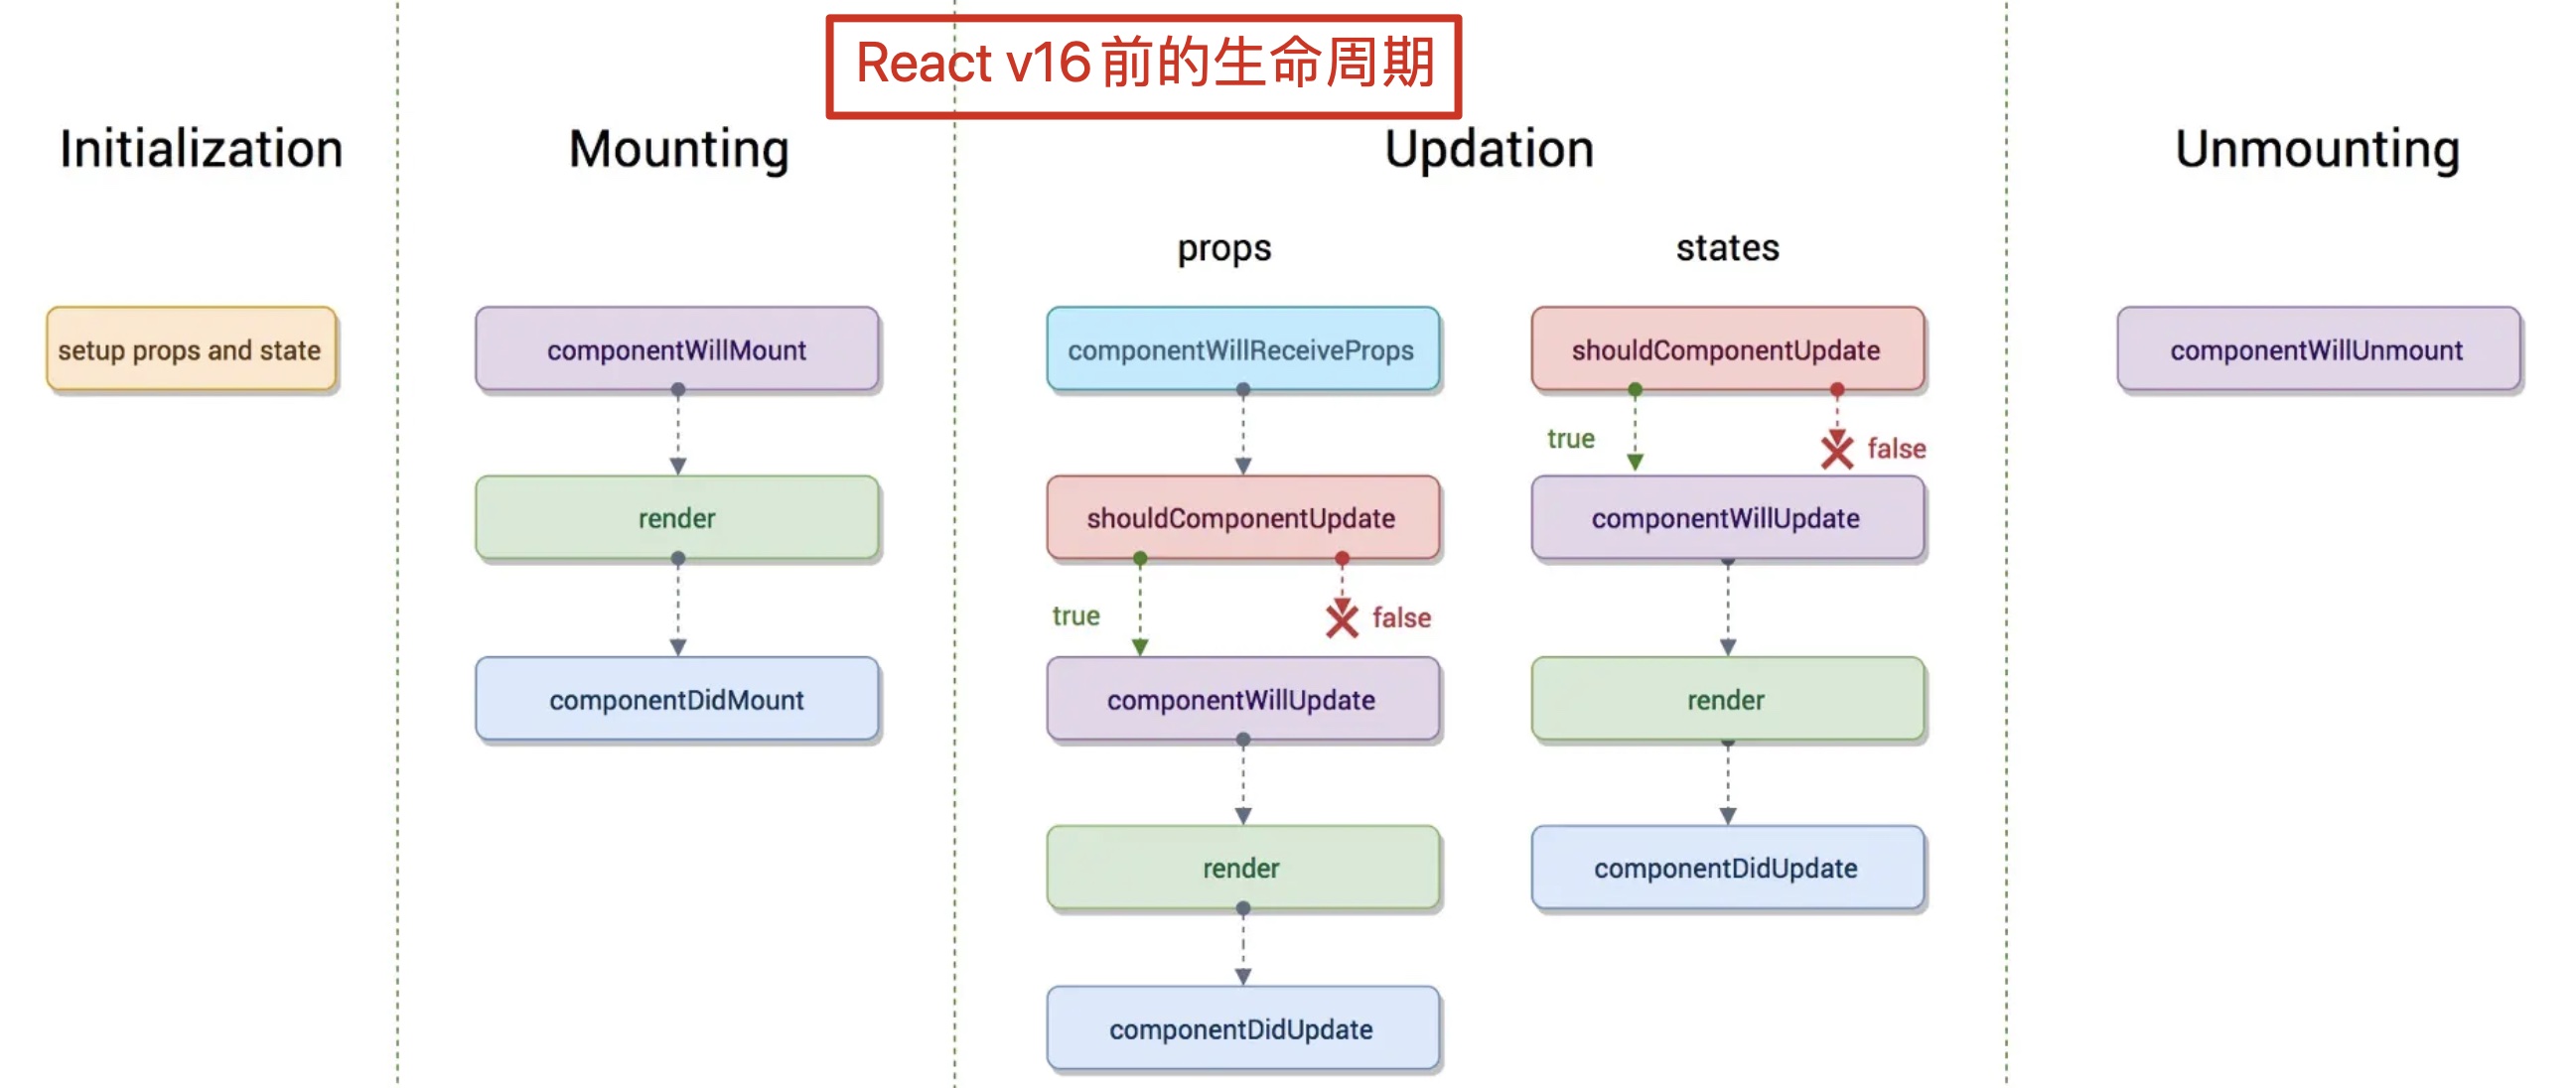 React v16 前的生命周期
Initialization
Mounting
Updation
Unmounting
props
states
setup props and state
componentWillMount
render
componentDidMount
componentWillReceiveProps
shouldComponentUpdate
true
false
componentWillUpdate
render
componentDidUpdate
shouldComponentUpdate
true
false
componentWillUpdate
render
componentDidUpdate
componentWillUnmount